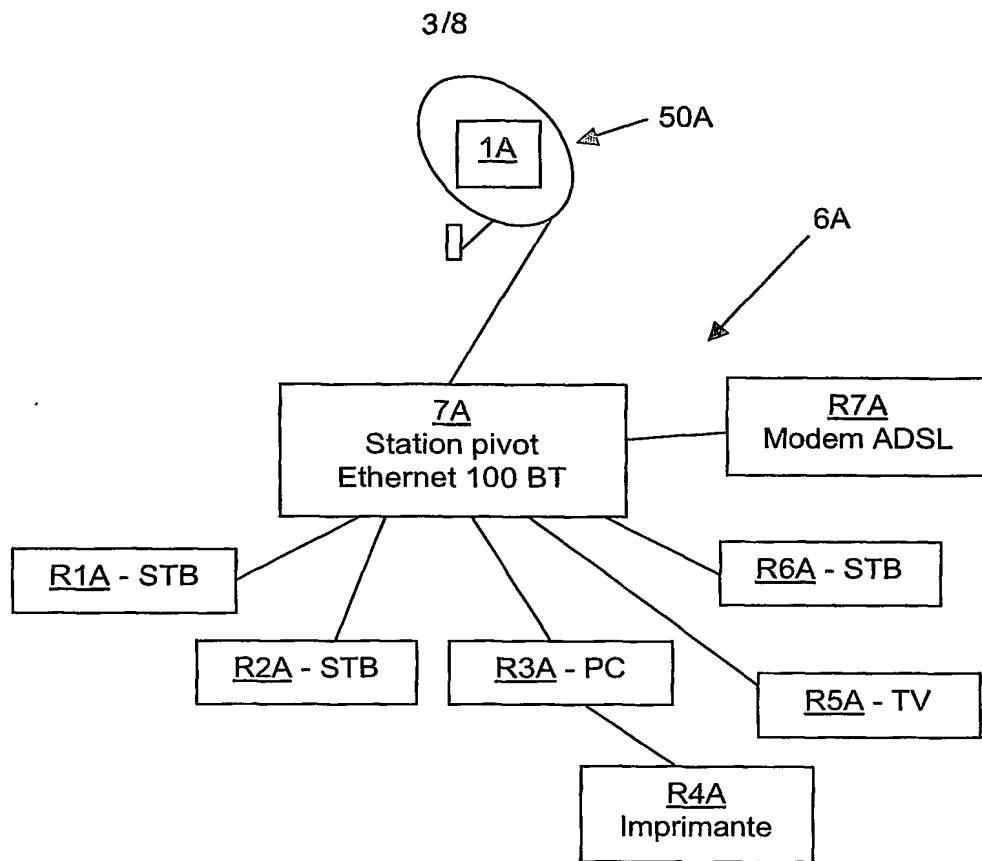 3/8
1A
50A
6A
7A
Station pivot
Ethernet 100 BT
R7A
Modem ADSL
R1A - STB
R6A - STB
R2A - STB
R3A - PC
R5A - TV
R4A
Imprimante